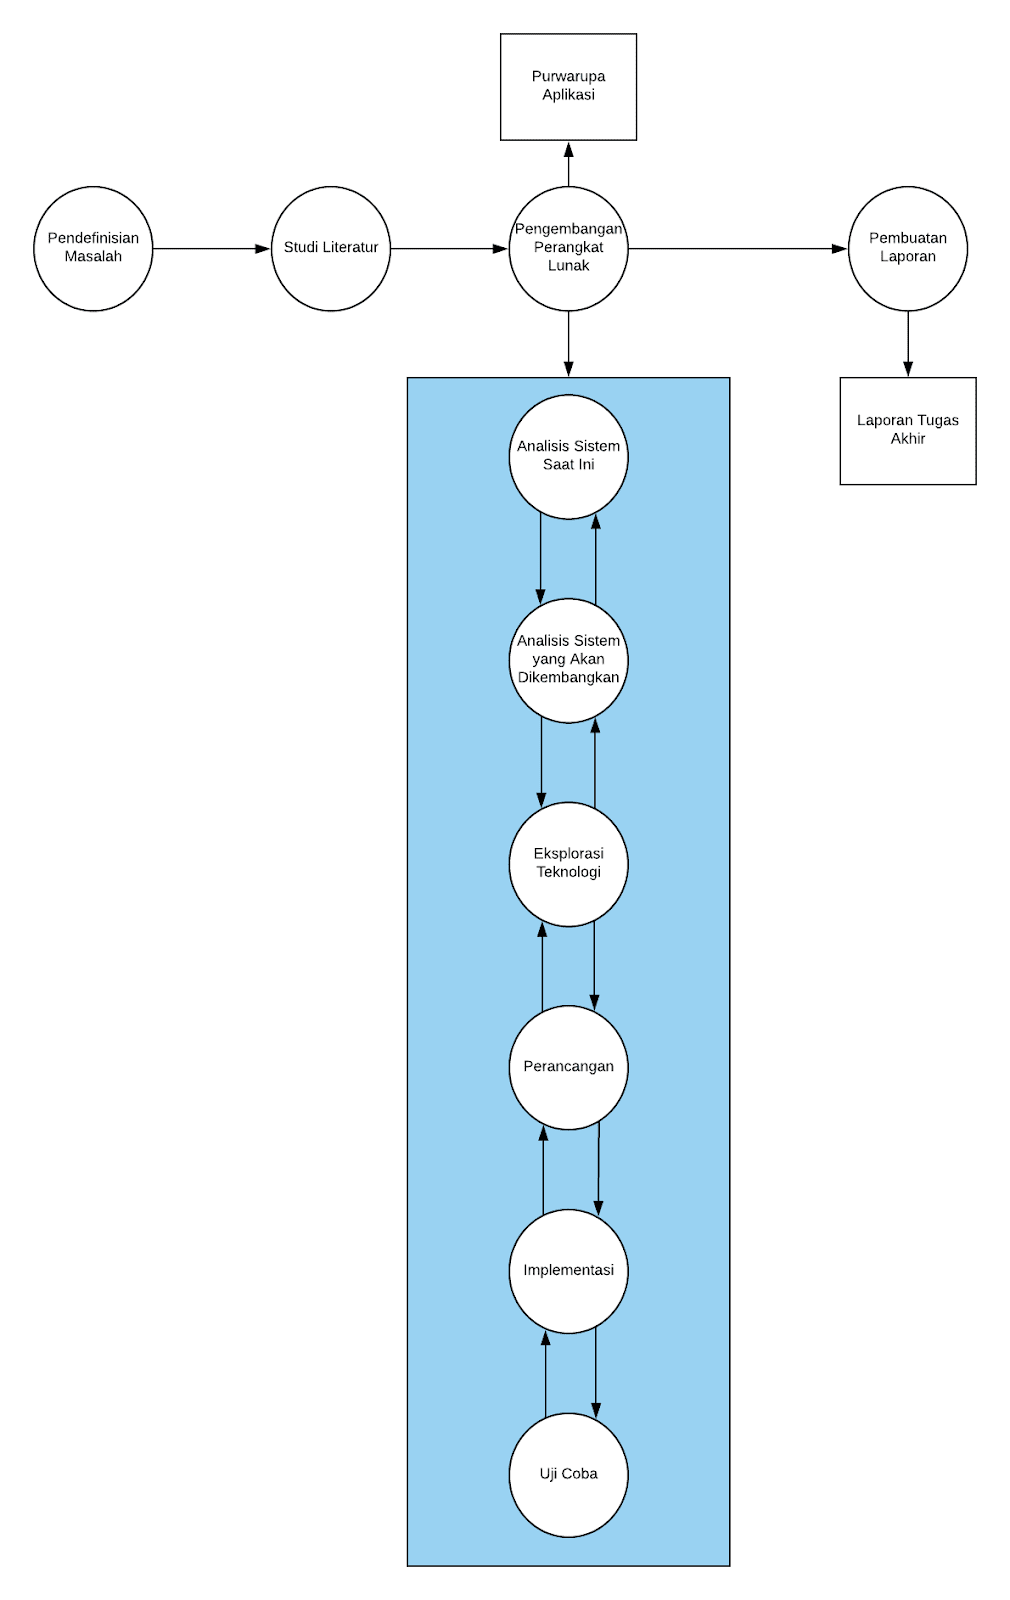 Purwarupa
Aplikasi
Pendefinisian
Masalah
Studi Literatur
Pengembangan
Perangkat
Lunak
Pembuatan
Laporan
Laporan Tugas
Akhir
Analisis Sistem
Saat Ini
Analisis Sistem
yang Akan
Dikembangkan
Eksplorasi
Teknologi
Perancangan
Implementasi
Uji Coba